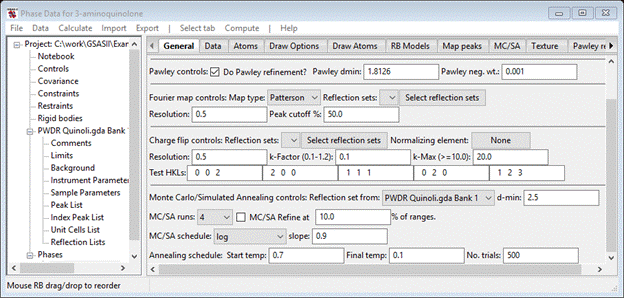 Phase Data for 3-aminoquinolone
File Data Calculate Import Export | Select tab Compute |
Project: C:\work\GSASII\Exam
Notebook
Controls
Covariance
Constraints
Restraints
Rigid bodies
PWDR Quinoli.gda Bank 1
Comments
Limits
Background
Instrument Parameter
Sample Parameters
Peak List
Index Peak List
Unit Cells List
Reflection Lists
Phases
General Data Atoms Draw Options Draw Atoms RB Models Map peaks MC/SA Texture Pawley re
Pawley controls: Do Pawley refinement? Pawley dmin: 1.8126 Pawley neg. wt.: 0.001
Fourier map controls: Map type: Patterson Reflection sets: Select reflection sets
Resolution: 0.5 Peak cutoff %: 50.0
Charge flip controls: Reflection sets: Select reflection sets Normalizing element: None
Resolution: 0.5 k-Factor (0.1-1.2): 0.1 k-Max (>=10.0): 20.0
Test HKLs: 0 0 2 2 0 0 1 1 1 0 2 0 1 2 3
Monte Carlo/Simulated Annealing controls: Reflection set from: PWDR Quinoli.gda Bank 1 d-min: 2.5
MC/SA runs: 4 MC/SA Refine at 10.0 % of ranges.
MC/SA schedule: log slope: 0.9
Annealing schedule: Start temp: 0.7 Final temp: 0.1 No. trials: 500
Mouse RB drag/drop to reorder